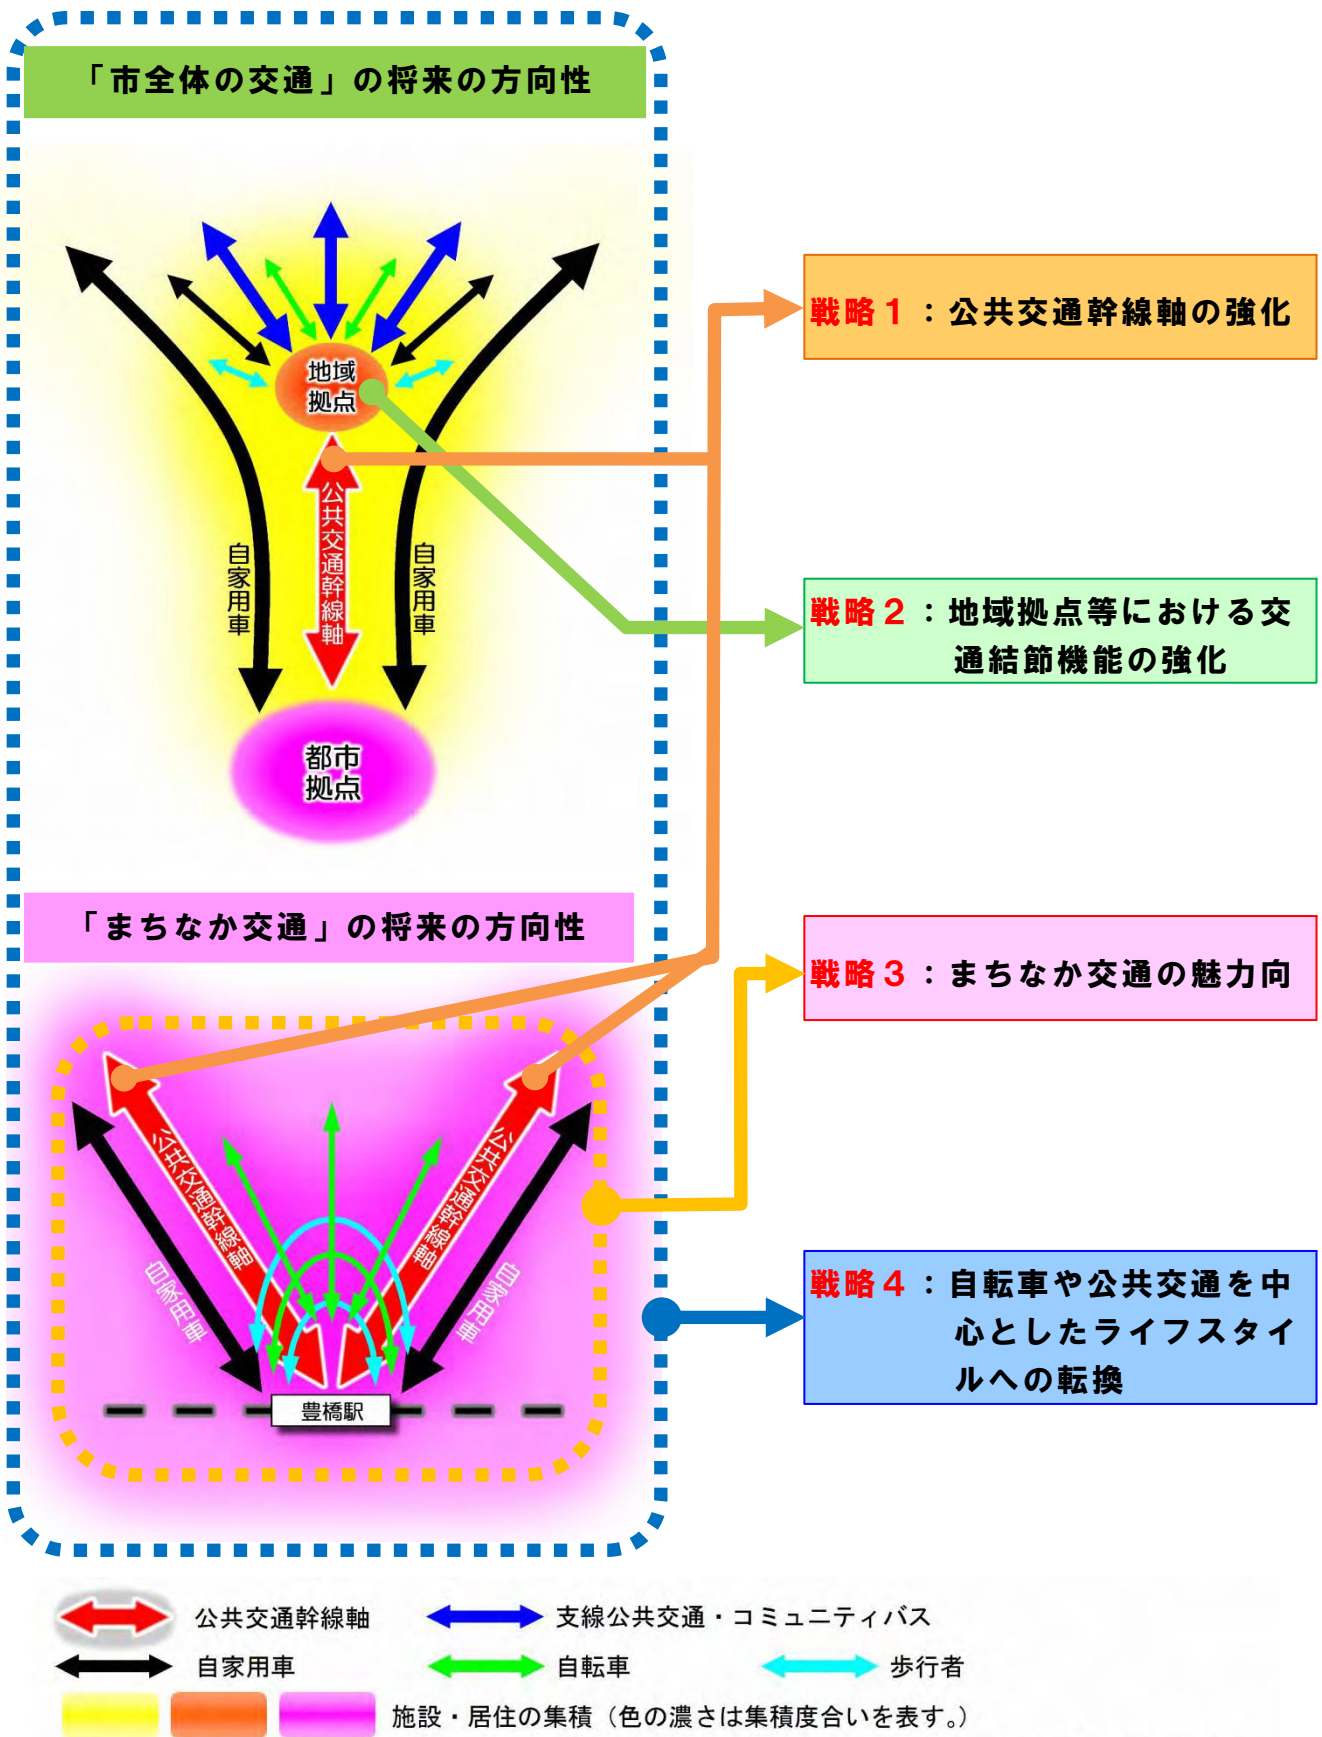 「市全体の交通」の将来の方向性
地域
拠点
公共交通幹線軸
自家用車
自家用車
都市
拠点
戦略１：公共交通幹線軸の強化
戦略２：地域拠点等における交
通結節機能の強化
「まちなか交通」の将来の方向性
公共交通幹線軸
公共交通幹線軸
自家用車
自家用車
豊橋駅
戦略３：まちなか交通の魅力向
戦略４：自転車や公共交通を中
心としたライフスタイ
ルへの転換
公共交通幹線軸
支線公共交通・コミュニティバス
自家用車
自転車
歩行者
施設・居住の集積（色の濃さは集積度合いを表す。）